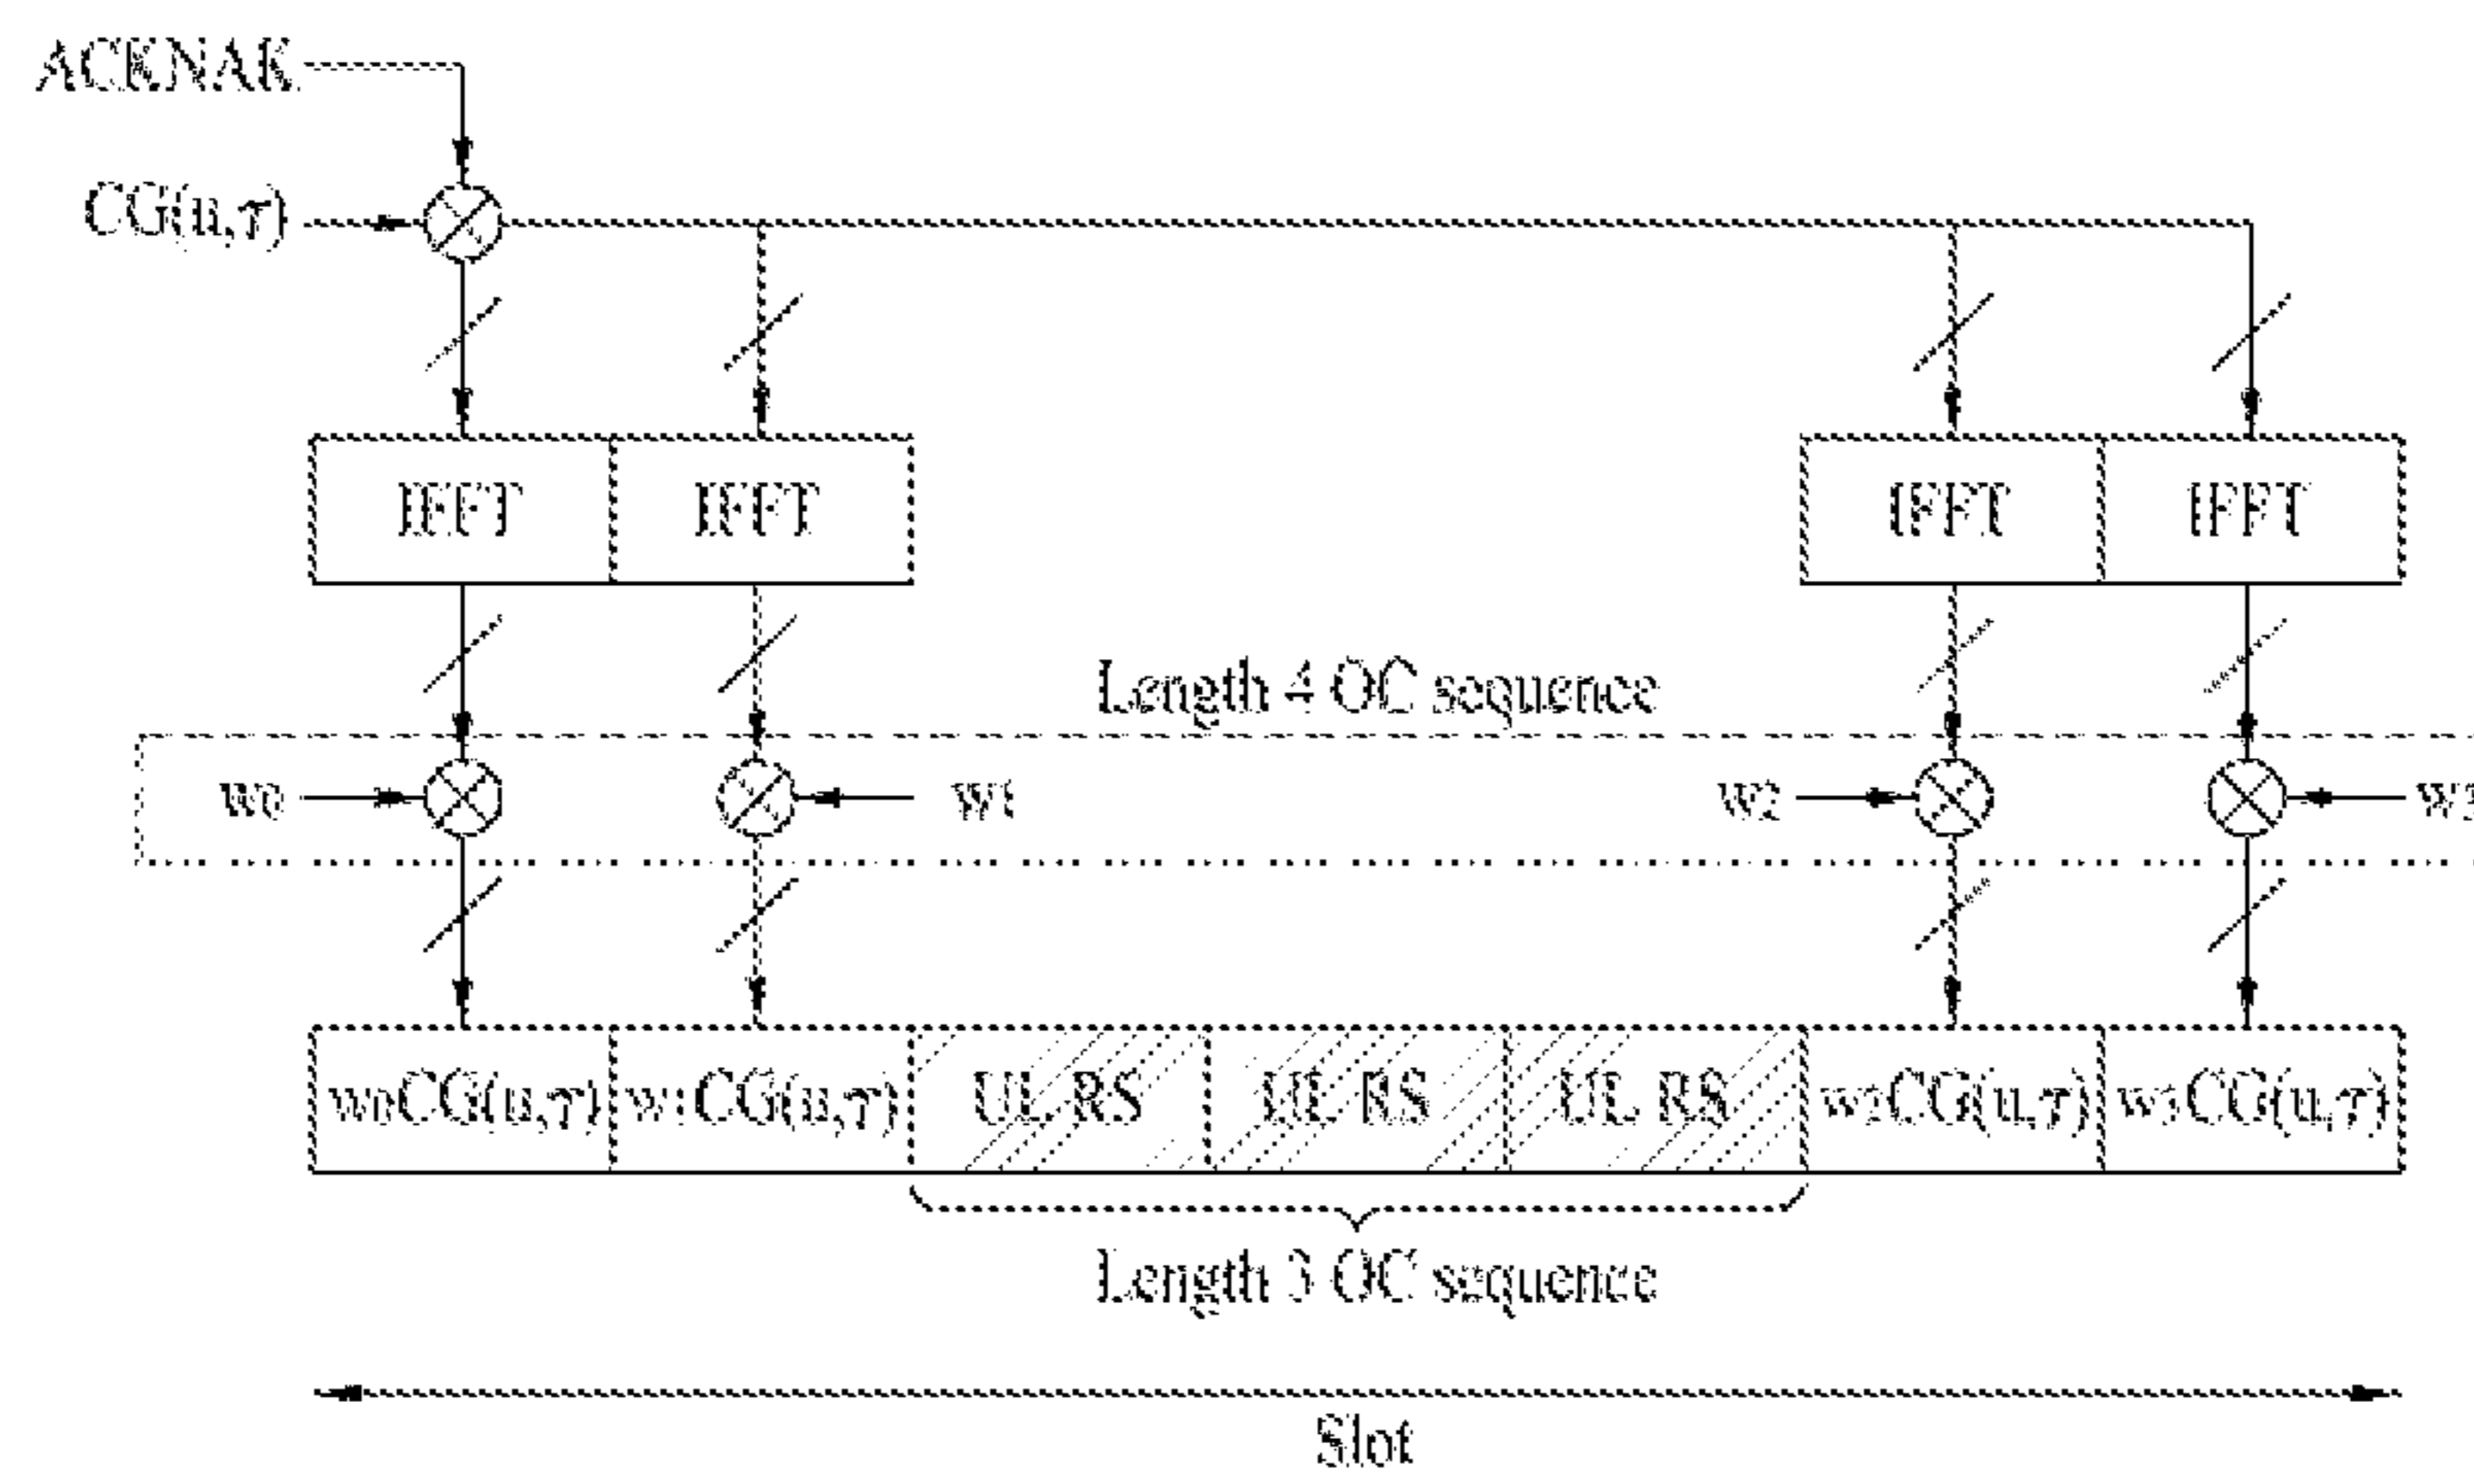 ACKNAK
CG(u,τ)
IFFT IFFT IFFT IFFT
Length 4 OC sequence
w0 w1 w2 w3
w0CG(u,τ) w1CG(u,τ) UL RS UL RS UL RS w2CG(u,τ) w3CG(u,τ)
Length 3 OC sequence
Slot